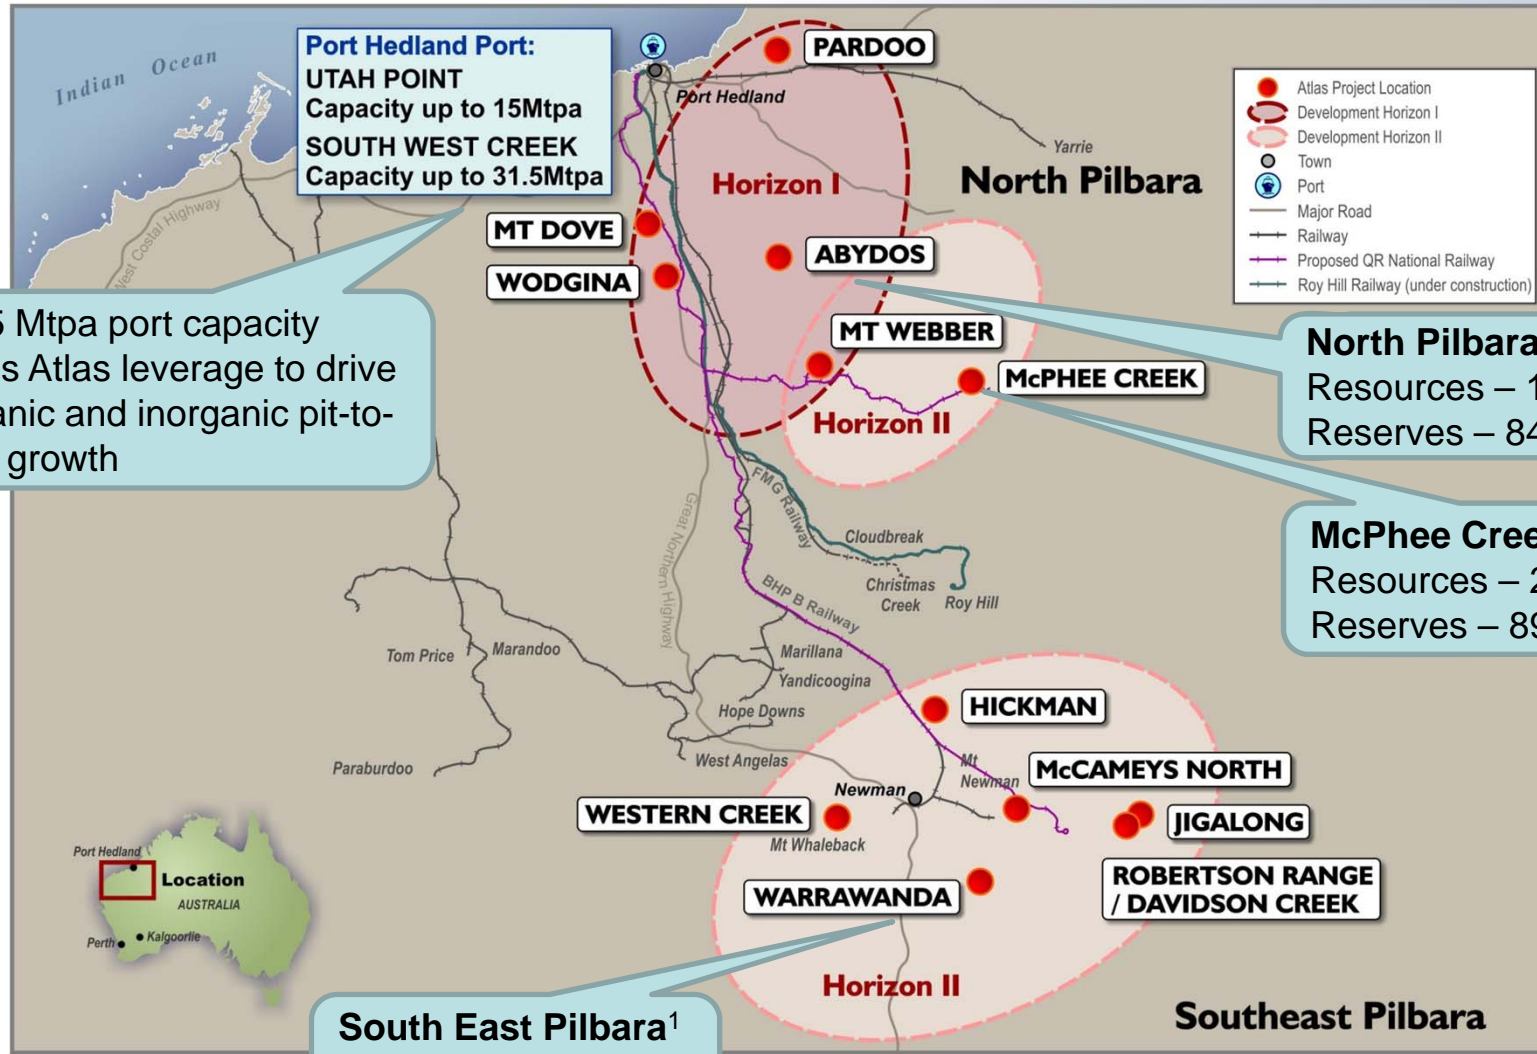 Indian Ocean
Port Hedland Port:
UTAH POINT
Capacity up to 15Mtpa
SOUTH WEST CREEK
Capacity up to 31.5Mtpa
Port Hedland
PARDOO
Yarrie
Atlas Project Location
Development Horizon I
Development Horizon II
Town
Port
Major Road
Railway
Proposed QR National Railway
Roy Hill Railway (under construction)
West Costal Highway
Horizon I
North Pilbara
MT DOVE
WODGINA
ABYDOS
MT WEBBER
McPHEE CREEK
Horizon II
5 Mtpa port capacity
s Atlas leverage to drive
anic and inorganic pit-to-
growth
North Pilbara
Resources – 1
Reserves – 84
McPhee Cree
Resources – 2
Reserves – 89
FMG Railway
Great Northern Highway
Cloudbreak
Christmas
Creek
Roy Hill
BHP B Railway
Tom Price
Marandoo
Marillana
Yandicoogina
Hope Downs
West Angelas
Paraburdoo
HICKMAN
Mt
Newman
McCAMEYS NORTH
Newman
WESTERN CREEK
Mt Whaleback
JIGALONG
WARRAWANDA
ROBERTSON RANGE
/ DAVIDSON CREEK
Horizon II
Southeast Pilbara
Port Hedland
Location
AUSTRALIA
Perth
Kalgoorlie
South East Pilbara¹